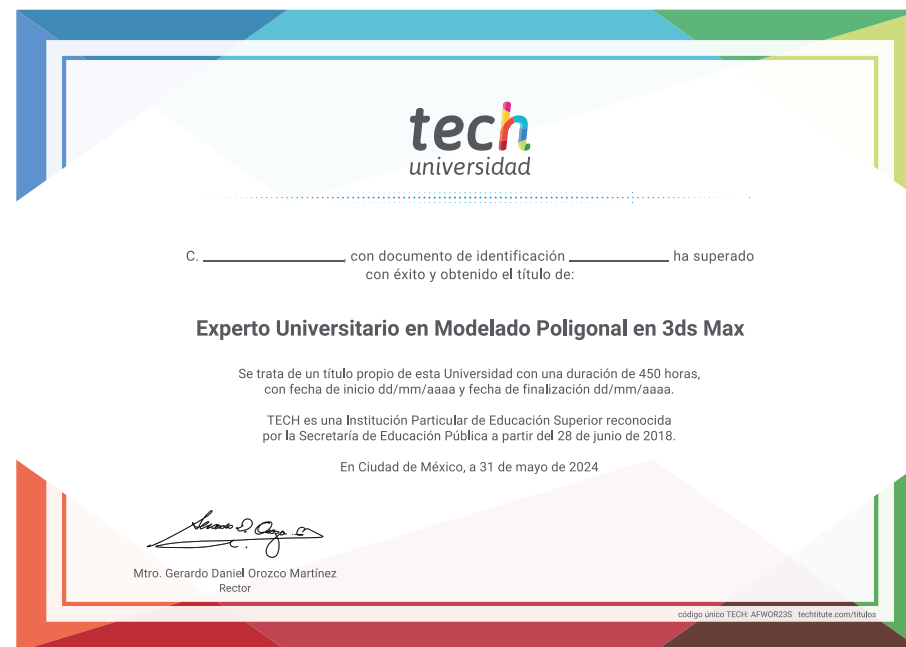 tech
universidad
C. ____________________, con documento de identificación ______________ ha superado
con éxito y obtenido el título de:
Experto Universitario en Modelado Poligonal en 3ds Max
Se trata de un título propio de esta Universidad con una duración de 450 horas,
con fecha de inicio dd/mm/aaaa y fecha de finalización dd/mm/aaaa.
TECH es una Institución Particular de Educación Superior reconocida
por la Secretaría de Educación Pública a partir del 28 de junio de 2018.
En Ciudad de México, a 31 de mayo de 2024
Mtro. Gerardo Daniel Orozco Martínez
Rector
código único TECH: AFWOR23S techtitute.com/titulos